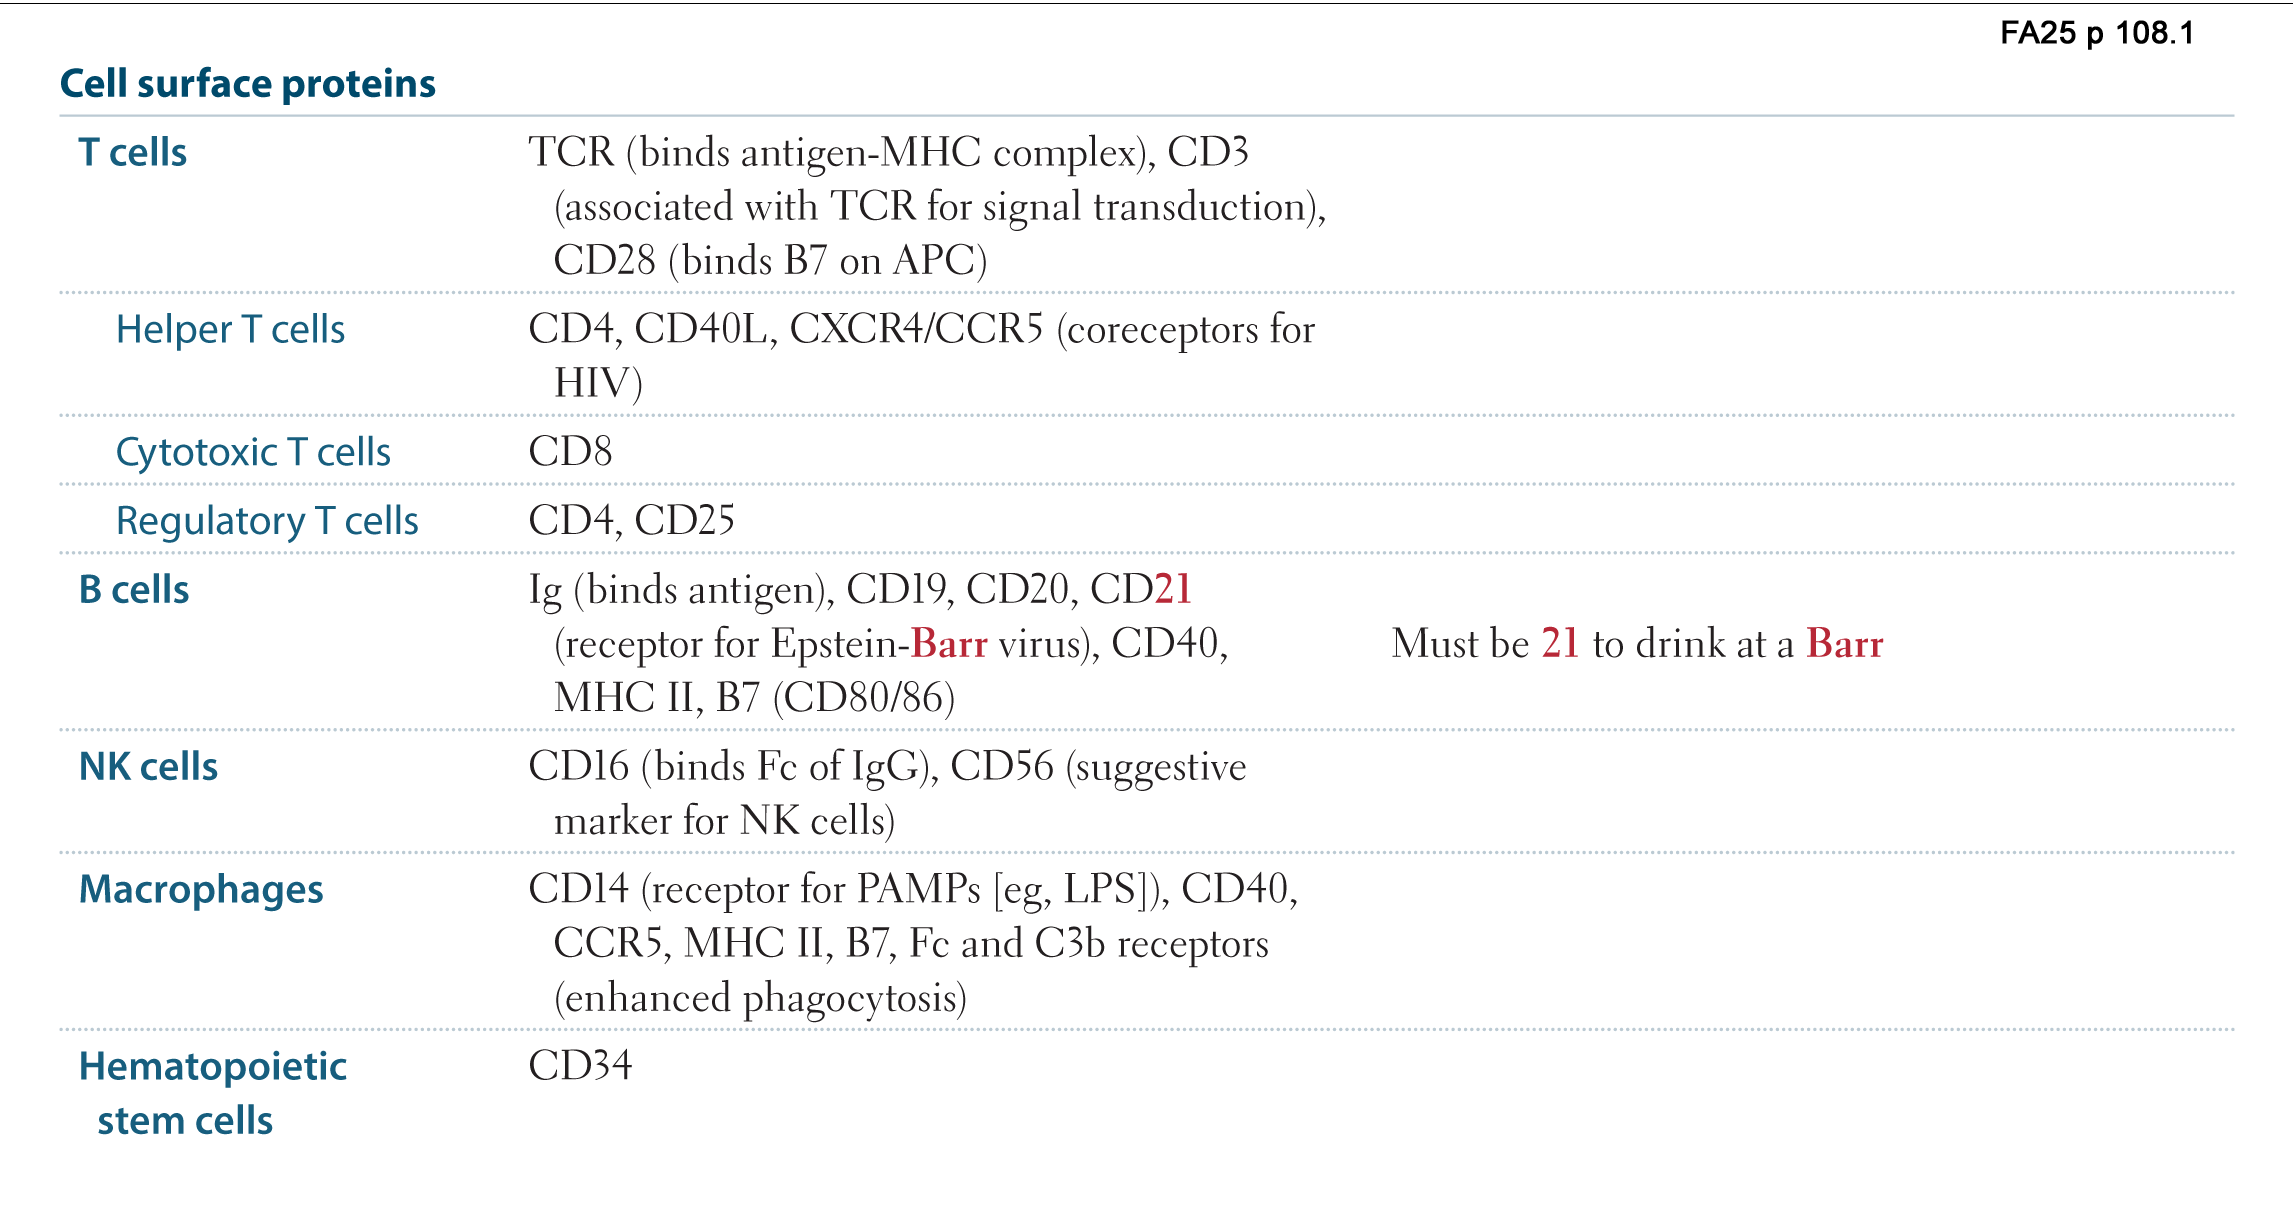 FA25 p 108.1
Cell surface proteins
T cells
TCR (binds antigen-MHC complex), CD3
(associated with TCR for signal transduction),
CD28 (binds B7 on APC)
Helper T cells
CD4, CD40L, CXCR4/CCR5 (coreceptors for
HIV)
Cytotoxic T cells
CD8
Regulatory T cells
CD4, CD25
B cells
Ig (binds antigen), CD19, CD20, CD21
(receptor for Epstein-Barr virus), CD40,
MHC II, B7 (CD80/86)
Must be 21 to drink at a Barr
NK cells
CD16 (binds Fc of IgG), CD56 (suggestive
marker for NK cells)
Macrophages
CD14 (receptor for PAMPs [eg, LPS]), CD40,
CCR5, MHC II, B7, Fc and C3b receptors
(enhanced phagocytosis)
Hematopoietic
stem cells
CD34